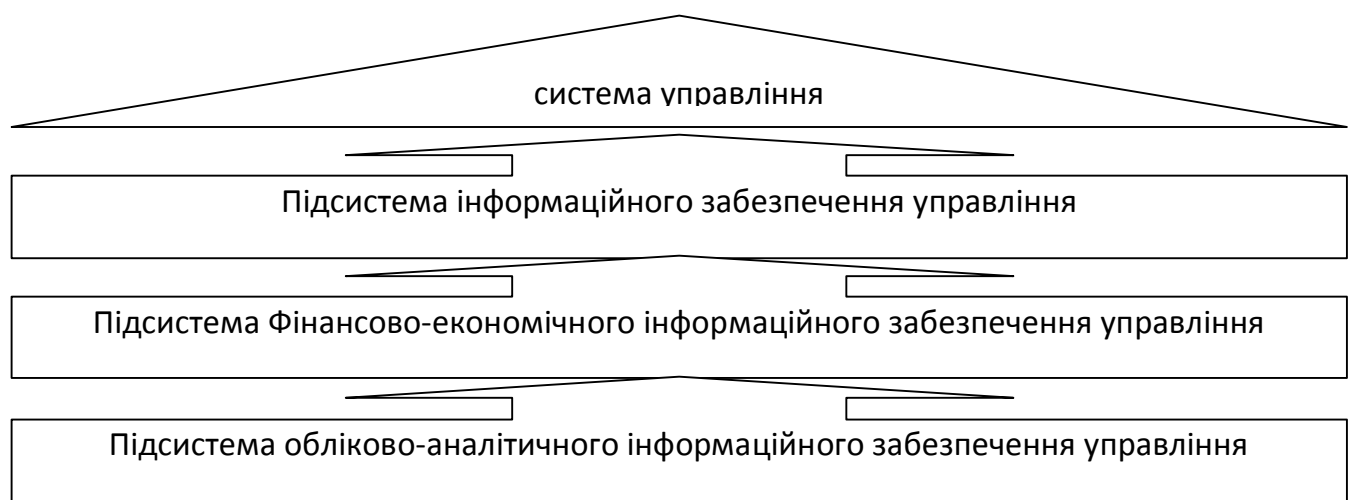 система управління
Підсистема інформаційного забезпечення управління
Підсистема Фінансово-економічного інформаційного забезпечення управління
Підсистема обліково-аналітичного інформаційного забезпечення управління